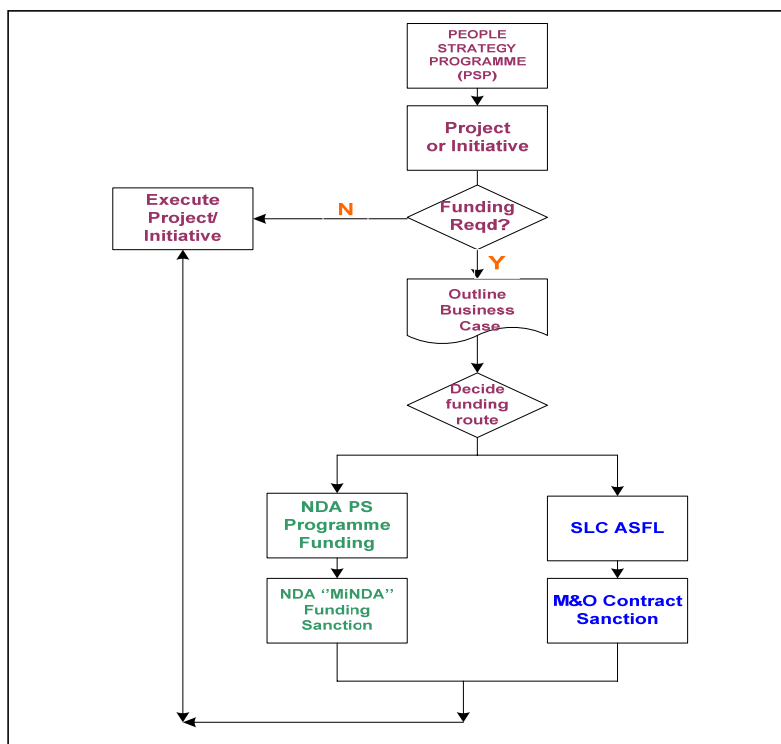 PEOPLE
STRATEGY
PROGRAMME
(PSP)
Project
or Initiative
Execute
Project/
Initiative
N
Funding
Reqd?
Y
Outline
Business
Case
Decide
funding
route
NDA PS
Programme
Funding
SLC ASFL
NDA “MiNDA”
Funding
Sanction
M&O Contract
Sanction